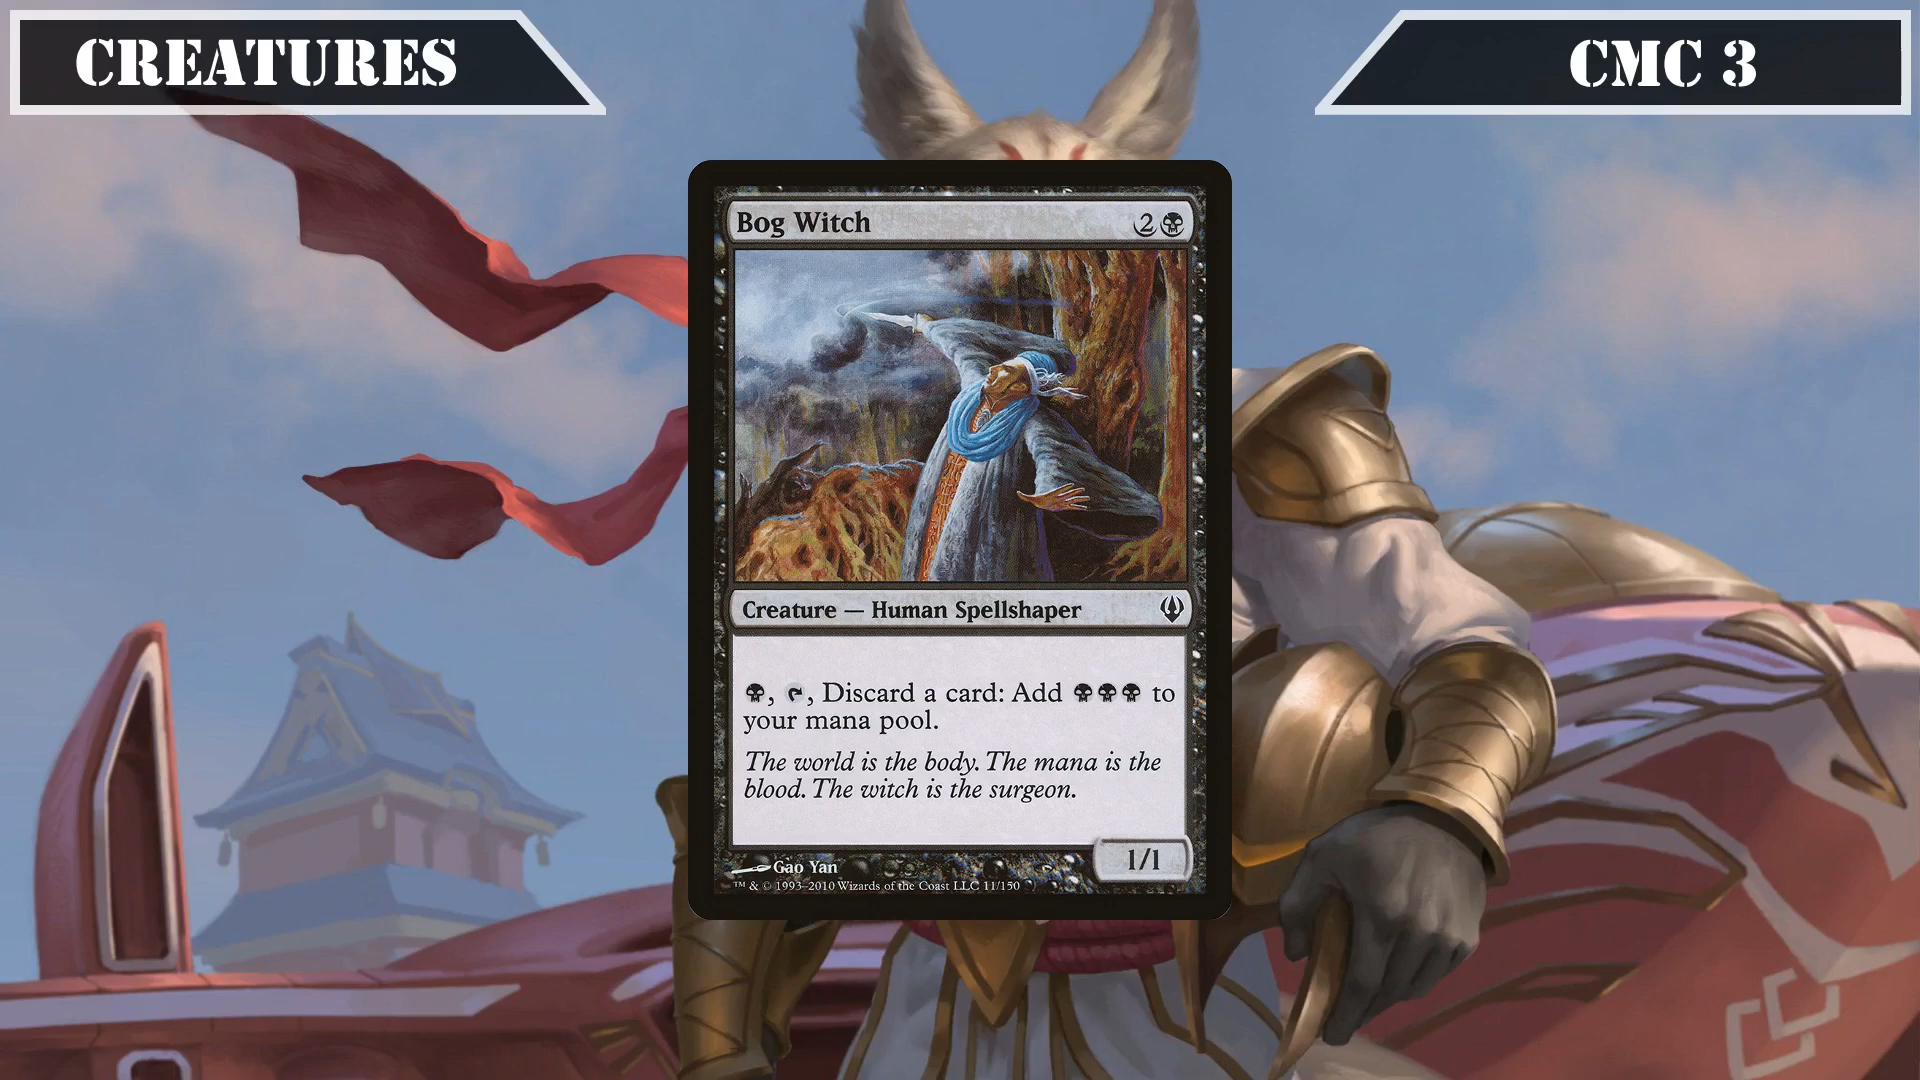 CREATURES
CMC 3
Bog Witch 2
Creature — Human Spellshaper
, , Discard a card: Add to
your mana pool.
The world is the body. The mana is the
blood. The witch is the surgeon.
1/1
Gao Yan
™ & © 1993–2010 Wizards of the Coast LLC 11/150